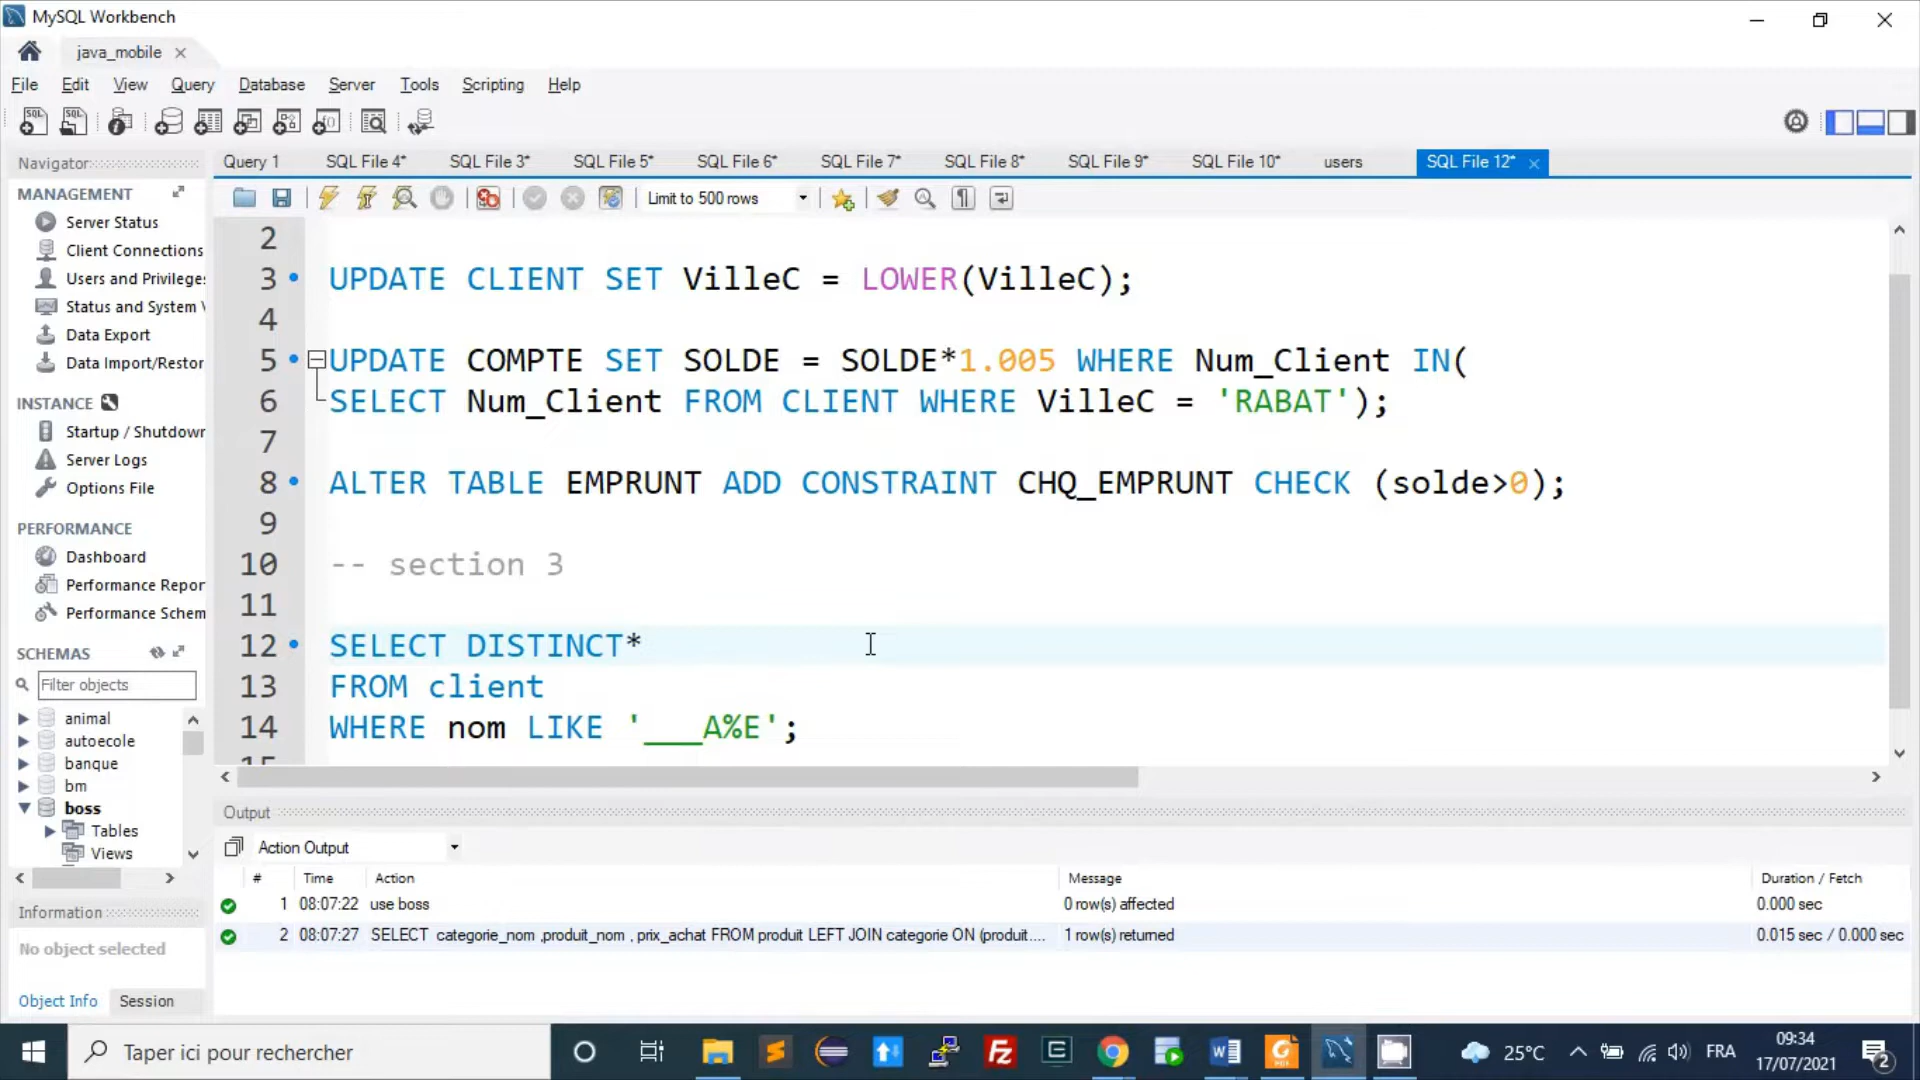 MySQL Workbench
java_mobile
File Edit View Query Database Server Tools Scripting Help
Navigator
Query 1 SQL File 4* SQL File 3* SQL File 5* SQL File 6* SQL File 7* SQL File 8* SQL File 9* SQL File 10* users SQL File 12*
MANAGEMENT
Server Status
Client Connections
Users and Privilege
Status and System V
Data Export
Data Import/Restor
INSTANCE
Startup / Shutdown
Server Logs
Options File
PERFORMANCE
Dashboard
Performance Repor
Performance Schem
SCHEMAS
Filter objects
animal
autoecole
banque
bm
boss
Tables
Views
Information
No object selected
Object Info Session
Limit to 500 rows
2
3 UPDATE CLIENT SET VilleC = LOWER(VilleC);
4
5 UPDATE COMPTE SET SOLDE = SOLDE*1.005 WHERE Num_Client IN(
6 SELECT Num_Client FROM CLIENT WHERE VilleC = 'RABAT');
7
8 ALTER TABLE EMPRUNT ADD CONSTRAINT CHQ_EMPRUNT CHECK (solde>0);
9
10 -- section 3
11
12 SELECT DISTINCT*
13 FROM client
14 WHERE nom LIKE '___A%E';
15
Output
Action Output
# Time Action Message Duration / Fetch
1 08:07:22 use boss 0 row(s) affected 0.000 sec
2 08:07:27 SELECT categorie_nom ,produit_nom , prix_achat FROM produit LEFT JOIN categorie ON (produit.... 1 row(s) returned 0.015 sec / 0.000 sec
Taper ici pour rechercher
25°C FRA 09:34
17/07/2021
2